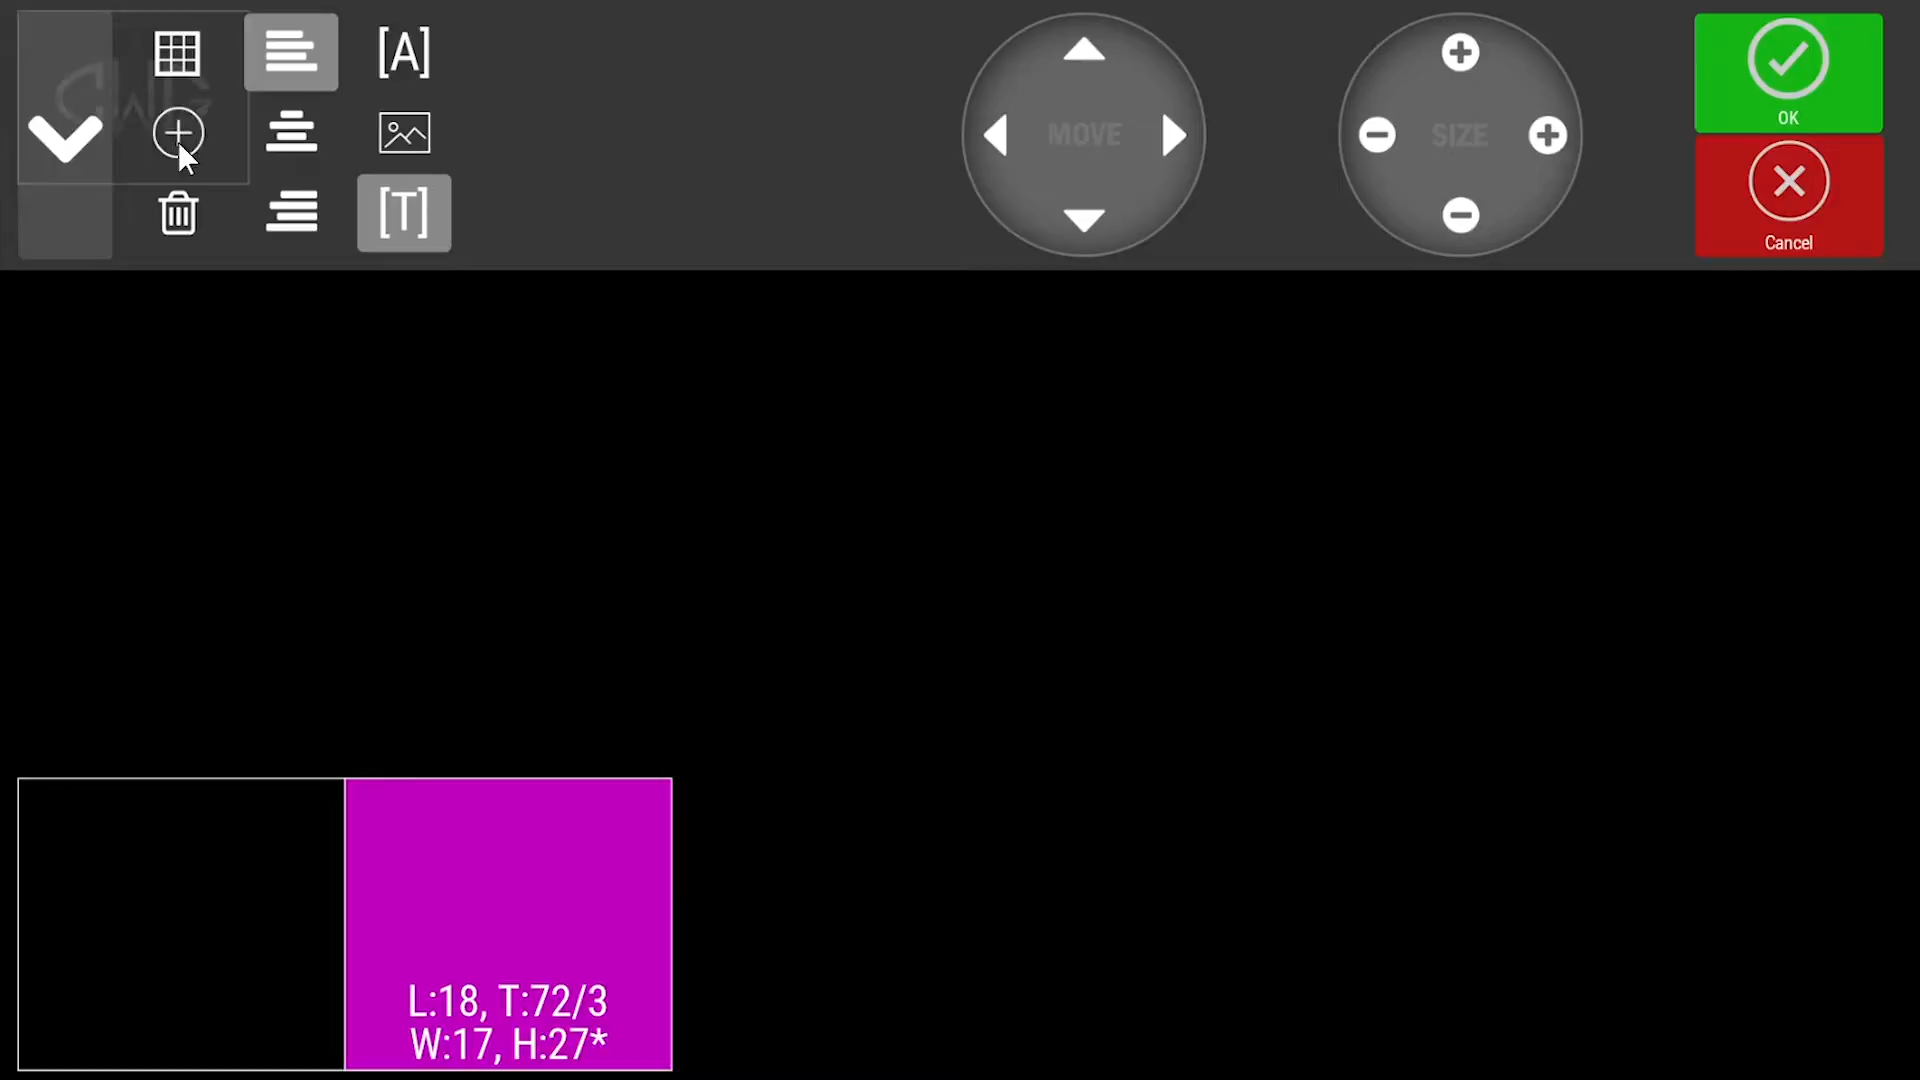 [A]
[T]
MOVE
SIZE
OK
Cancel
L:18, T:72/3
W:17, H:27*